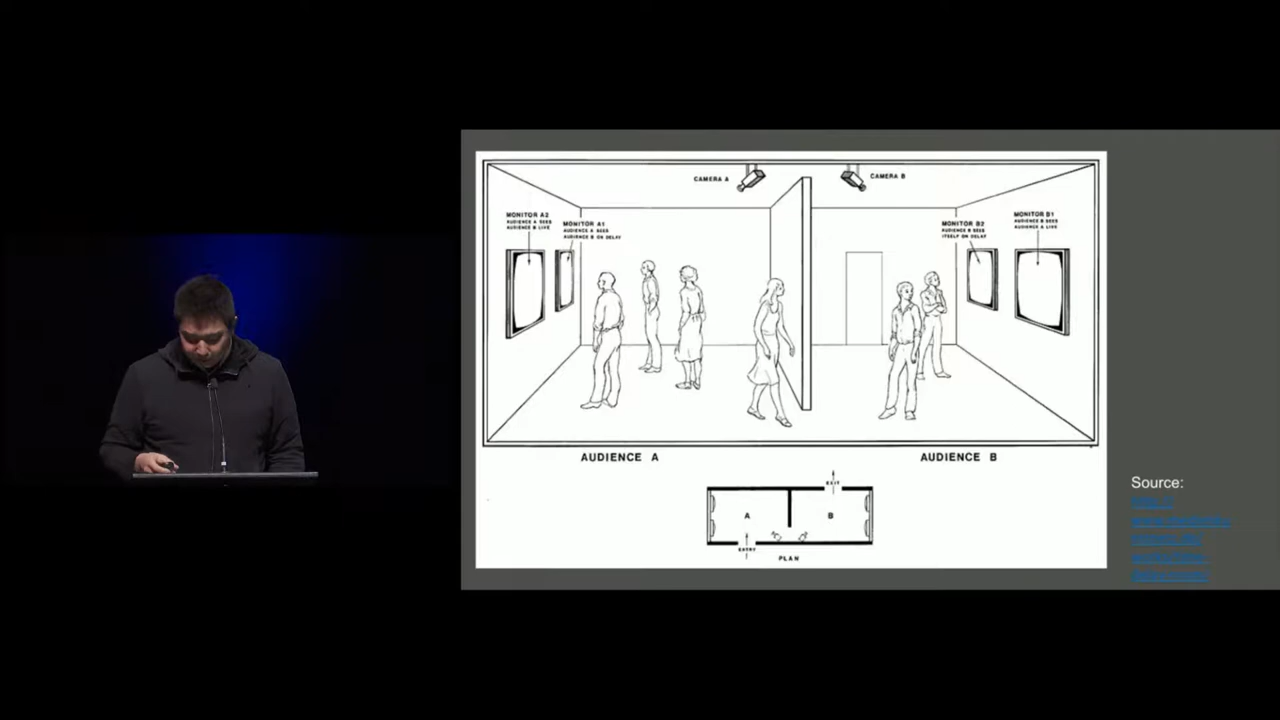 CAMERA A
CAMERA B
MONITOR A2
AUDIENCE A SEES
AUDIENCE B LIVE
MONITOR A1
AUDIENCE A SEES
AUDIENCE B ON DELAY
MONITOR B2
AUDIENCE B SEES
ITSELF ON DELAY
MONITOR B1
AUDIENCE B SEES
AUDIENCE A LIVE
AUDIENCE A
AUDIENCE B
EXIT
A
B
ENTRY
PLAN
Source: